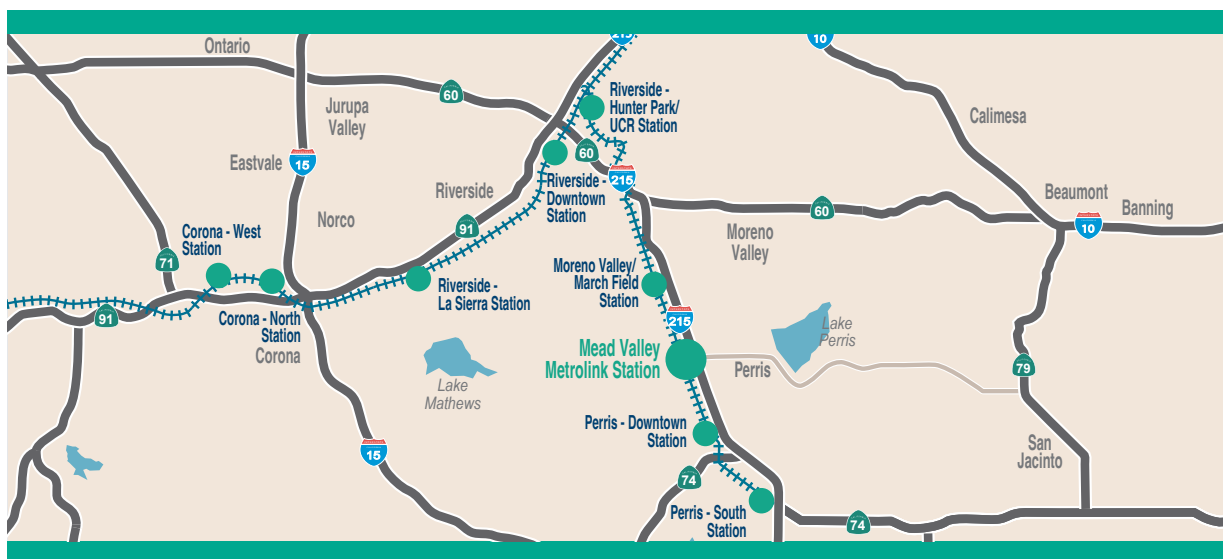 Ontario
215
10
60
Riverside -
Hunter Park/
UCR Station
Jurupa
Valley
Calimesa
Eastvale
15
60
Riverside
215
Riverside -
Downtown
Station
Beaumont
Banning
60
10
Norco
91
Corona - West
Station
Moreno
Valley
71
Moreno Valley/
March Field
Station
Riverside -
La Sierra Station
91
Corona - North
Station
215
Lake
Perris
Corona
Mead Valley
Metrolink Station
Perris
79
Lake
Mathews
Perris - Downtown
Station
San
Jacinto
15
74
Perris - South
Station
74